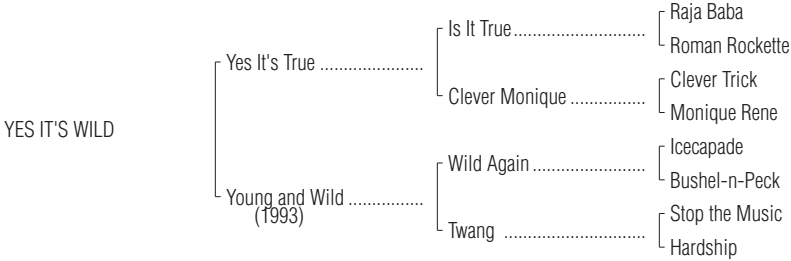 Raja Baba
Is It True............................
Roman Rockette
Yes It's True ......................
Clever Trick
Clever Monique ................
Monique Rene
YES IT'S WILD
Icecapade
Wild Again........................
Bushel-n-Peck
Young and Wild ................
(1993)
Stop the Music
Twang ..............................
Hardship